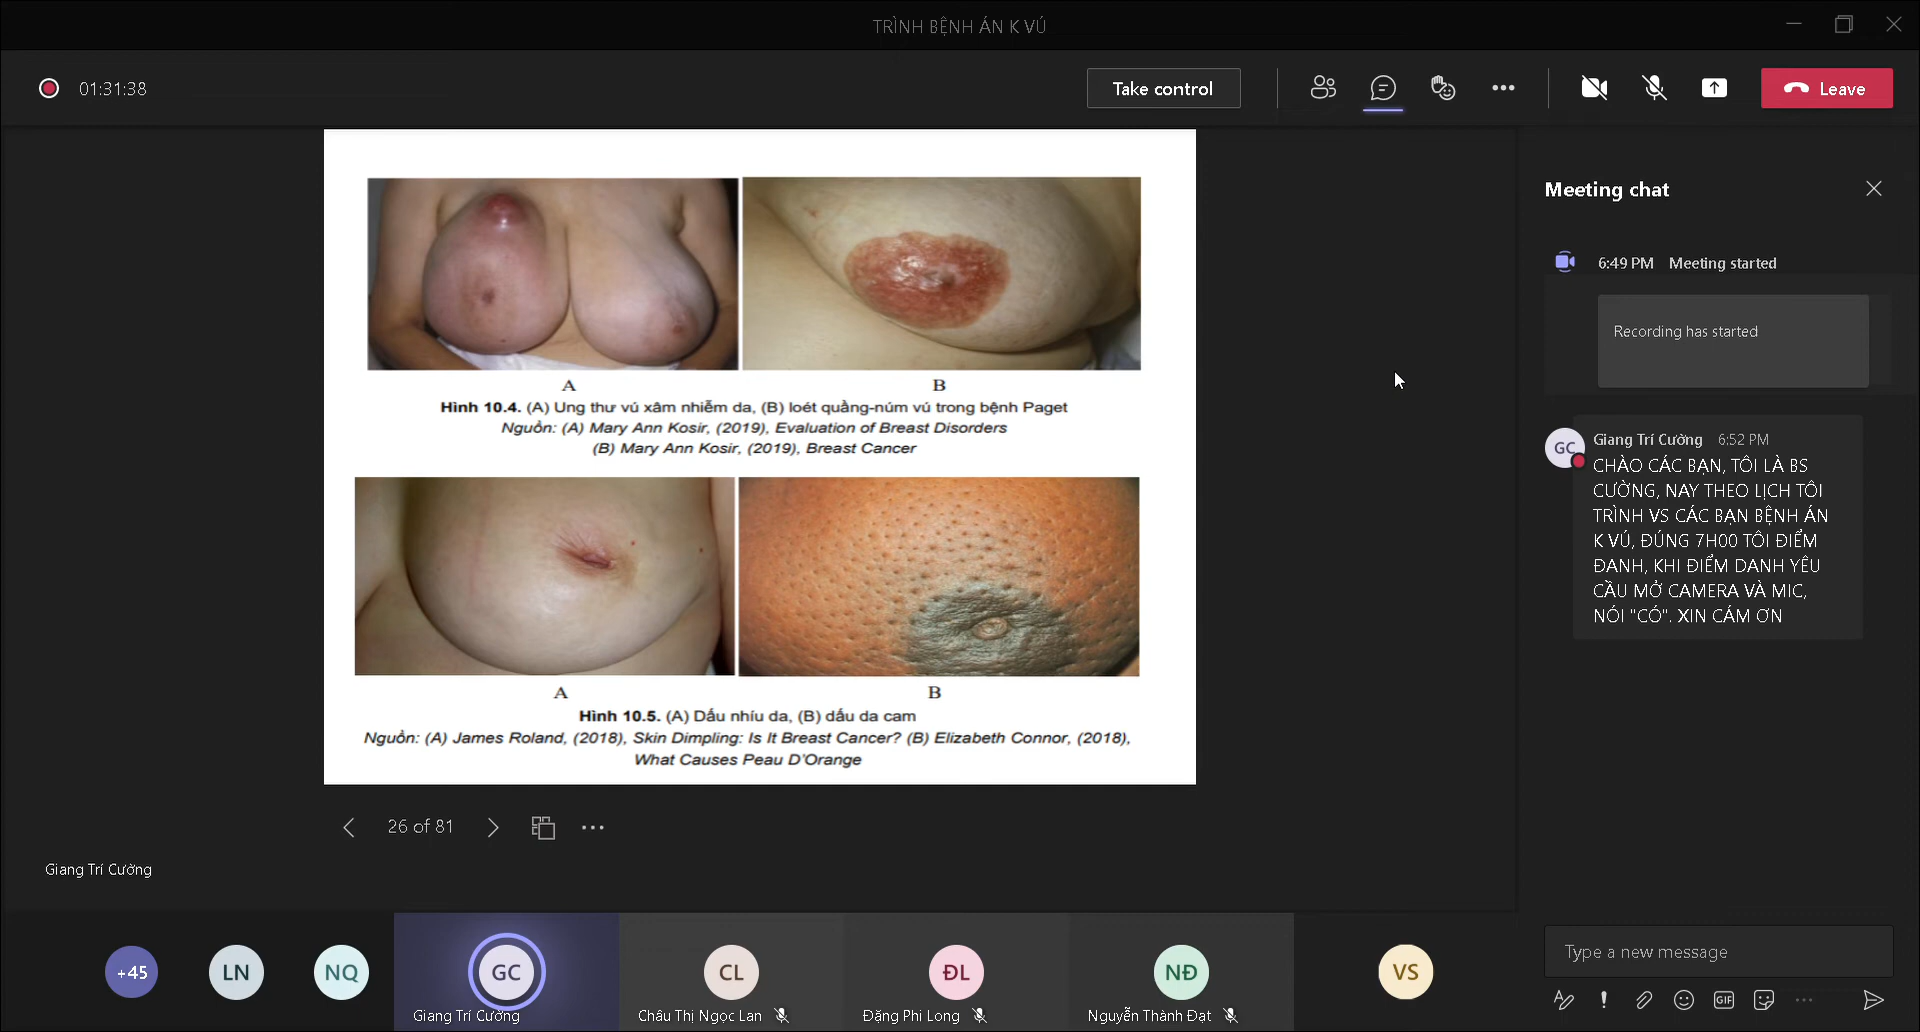 TRÌNH BỆNH ÁN K VÚ
01:31:38
Take control
Leave
A
B
Hình 10.4. (A) Ung thư vú xâm nhiễm da, (B) loét quầng-núm vú trong bệnh Paget
Nguồn: (A) Mary Ann Kosir, (2019), Evaluation of Breast Disorders
(B) Mary Ann Kosir, (2019), Breast Cancer
A
B
Hình 10.5. (A) Dấu nhíu da, (B) dấu da cam
Nguồn: (A) James Roland, (2018), Skin Dimpling: Is It Breast Cancer? (B) Elizabeth Connor, (2018),
What Causes Peau D'Orange
26 of 81
Giang Trí Cường
+45
LN
NQ
GC
Giang Trí Cường
CL
Châu Thị Ngọc Lan
ĐL
Đặng Phi Long
NĐ
Nguyễn Thành Đạt
VS
Meeting chat
6:49 PM Meeting started
Recording has started
GC
Giang Trí Cường 6:52 PM
CHÀO CÁC BẠN, TÔI LÀ BS
CƯỜNG, NAY THEO LỊCH TÔI
TRÌNH VS CÁC BẠN BỆNH ÁN
K VÚ, ĐÚNG 7H00 TÔI ĐIỂM
DANH, KHI ĐIỂM DANH YÊU
CẦU MỞ CAMERA VÀ MIC,
NÓI "CÓ". XIN CÁM ƠN
Type a new message
GIF